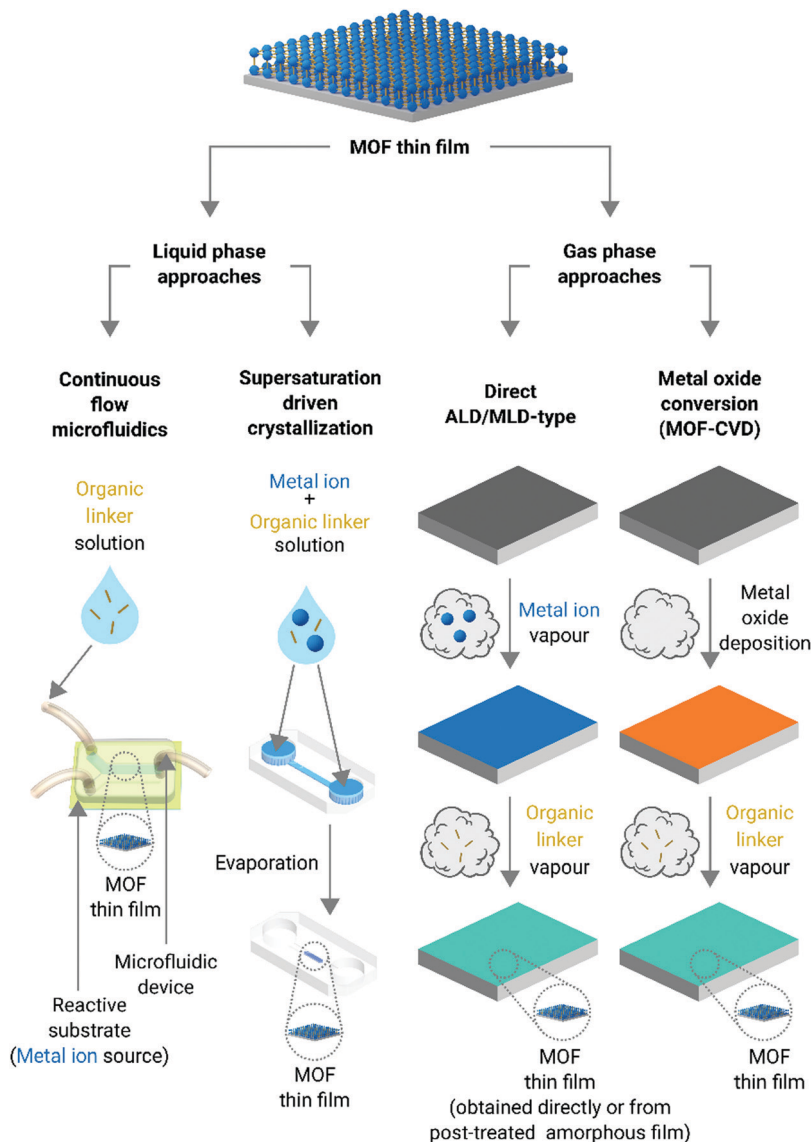 MOF thin film
Liquid phase
approaches
Gas phase
approaches
Continuous
flow
microfluidics
Supersaturation
driven
crystallization
Direct
ALD/MLD-type
Metal oxide
conversion
(MOF-CVD)
Organic
linker
solution
Metal ion
+
Organic linker
solution
Metal ion
vapour
Metal
oxide
deposition
Organic
linker
vapour
Organic
linker
vapour
Evaporation
MOF
thin film
Microfluidic
device
Reactive
substrate
(Metal ion source)
MOF
thin film
MOF
thin film
(obtained directly or from
post-treated amorphous film)
MOF
thin film